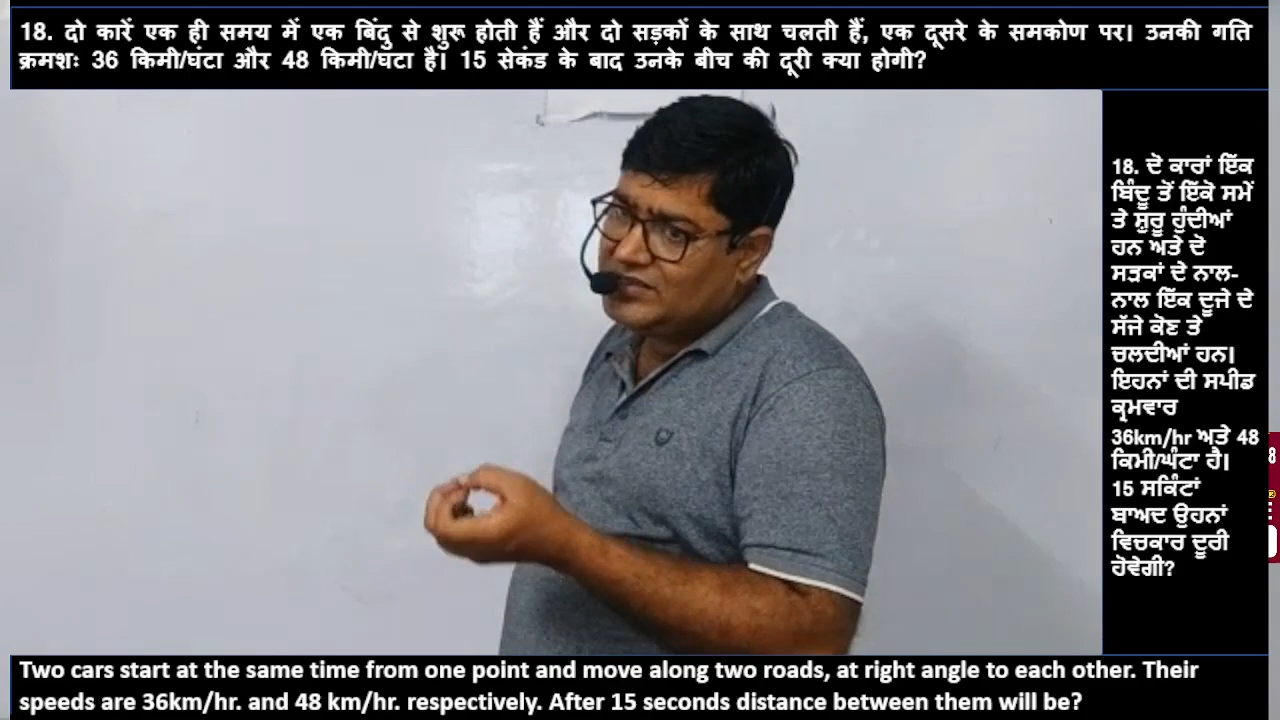 18. दो कारें एक ही समय में एक बिंदु से शुरू होती हैं और दो सड़कों के साथ चलती हैं, एक दूसरे के समकोण पर। उनकी गति
क्रमशः 36 किमी/घंटा और 48 किमी/घंटा है। 15 सेकंड के बाद उनके बीच की दूरी क्या होगी?
18. ਦੋ ਕਾਰਾਂ ਇੱਕ
ਬਿੰਦੂ ਤੋਂ ਇੱਕੋ ਸਮੇਂ
ਤੇ ਸ਼ੁਰੂ ਹੁੰਦੀਆਂ
ਹਨ ਅਤੇ ਦੋ
ਸੜਕਾਂ ਦੇ ਨਾਲ-
ਨਾਲ ਇੱਕ ਦੂਜੇ ਦੇ
ਸੱਜੇ ਕੋਣ ਤੇ
ਚਲਦੀਆਂ ਹਨ।
ਇਹਨਾਂ ਦੀ ਸਪੀਡ
ਕ੍ਰਮਵਾਰ
36km/hr ਅਤੇ 48
ਕਿਮੀ/ਘੰਟਾ ਹੈ।
15 ਸਕਿੰਟਾਂ
ਬਾਅਦ ਉਹਨਾਂ
ਵਿਚਕਾਰ ਦੂਰੀ
ਹੋਵੇਗੀ?
Two cars start at the same time from one point and move along two roads, at right angle to each other. Their
speeds are 36km/hr. and 48 km/hr. respectively. After 15 seconds distance between them will be?